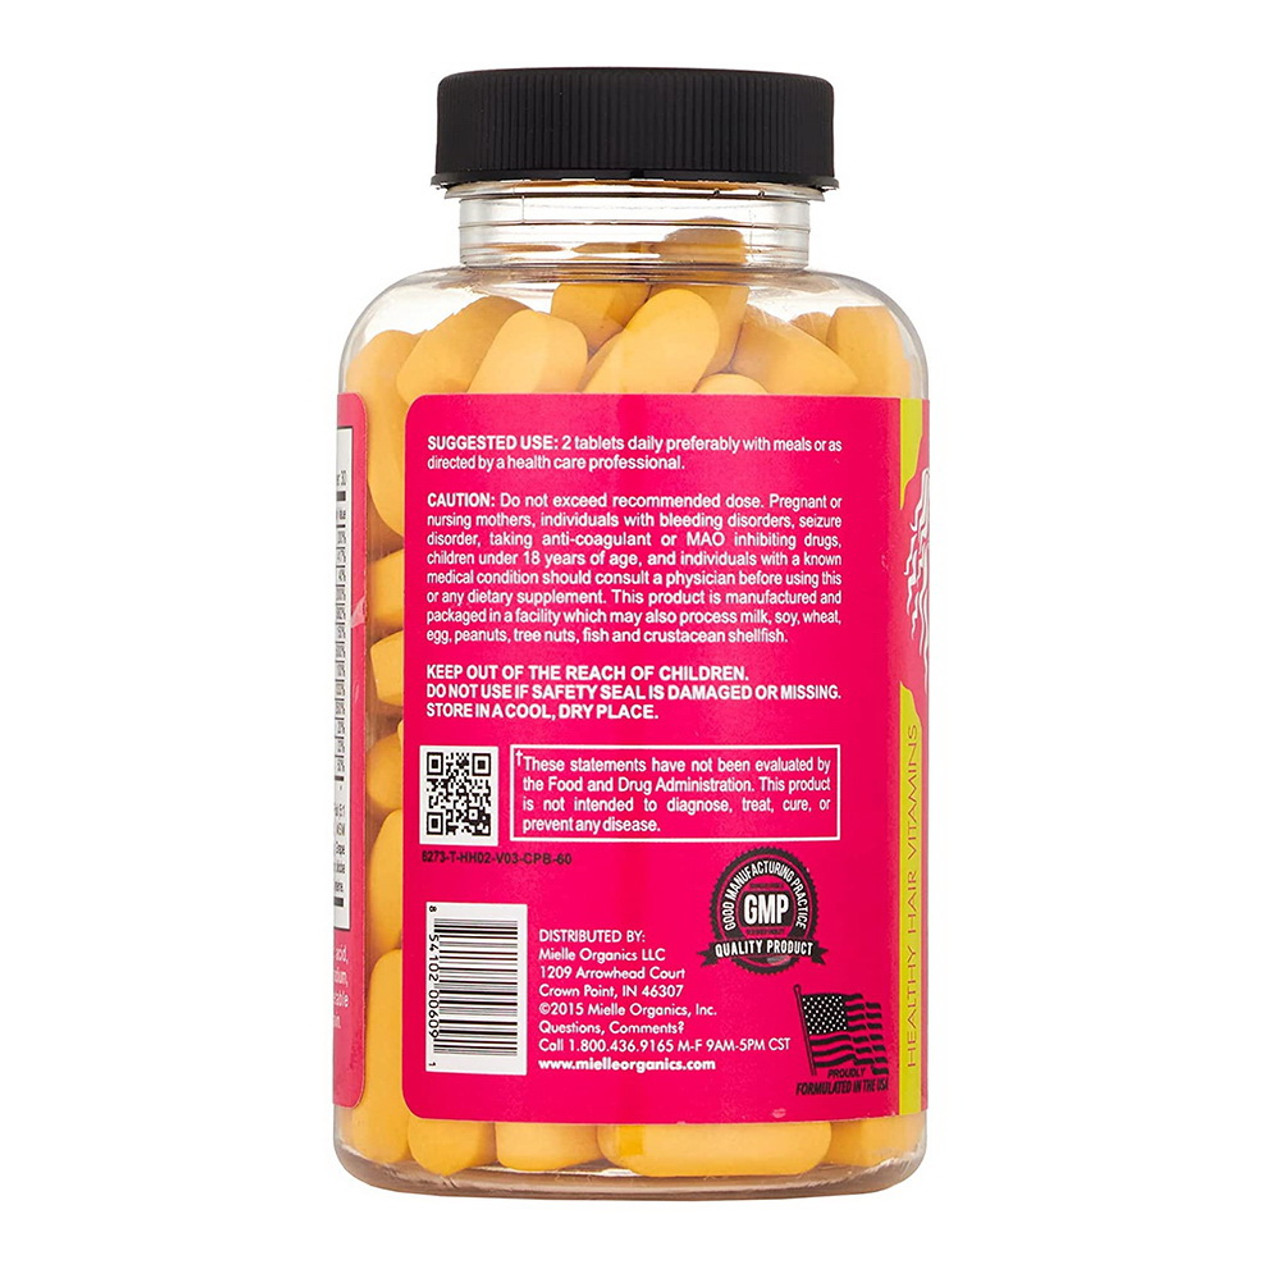 SUGGESTED USE: 2 tablets daily preferably with meals or as
directed by a health care professional.
CAUTION: Do not exceed recommended dose. Pregnant or
nursing mothers, individuals with bleeding disorders, seizure
disorder, taking anti-coagulant or MAO inhibiting drugs,
children under 18 years of age, and individuals with a known
medical condition should consult a physician before using this
or any dietary supplement. This product is manufactured and
packaged in a facility which may also process milk, soy, wheat,
egg, peanuts, tree nuts, fish and crustacean shellfish.
KEEP OUT OF THE REACH OF CHILDREN.
DO NOT USE IF SAFETY SEAL IS DAMAGED OR MISSING.
STORE IN A COOL, DRY PLACE.
†These statements have not been evaluated by
the Food and Drug Administration. This product
is not intended to diagnose, treat, cure, or
prevent any disease.
8273-T-HH02-V03-CPB-60
GOOD MANUFACTURING PRACTICE
GMP
QUALITY PRODUCT
8 54102 00609 1
DISTRIBUTED BY:
Mielle Organics LLC
1209 Arrowhead Court
Crown Point, IN 46307
©2015 Mielle Organics, Inc.
Questions, Comments?
Call 1.800.436.9165 M-F 9AM-5PM CST
www.mielleorganics.com
PROUDLY
FORMULATED IN THE USA
HEALTHY HAIR VITAMINS
acid,